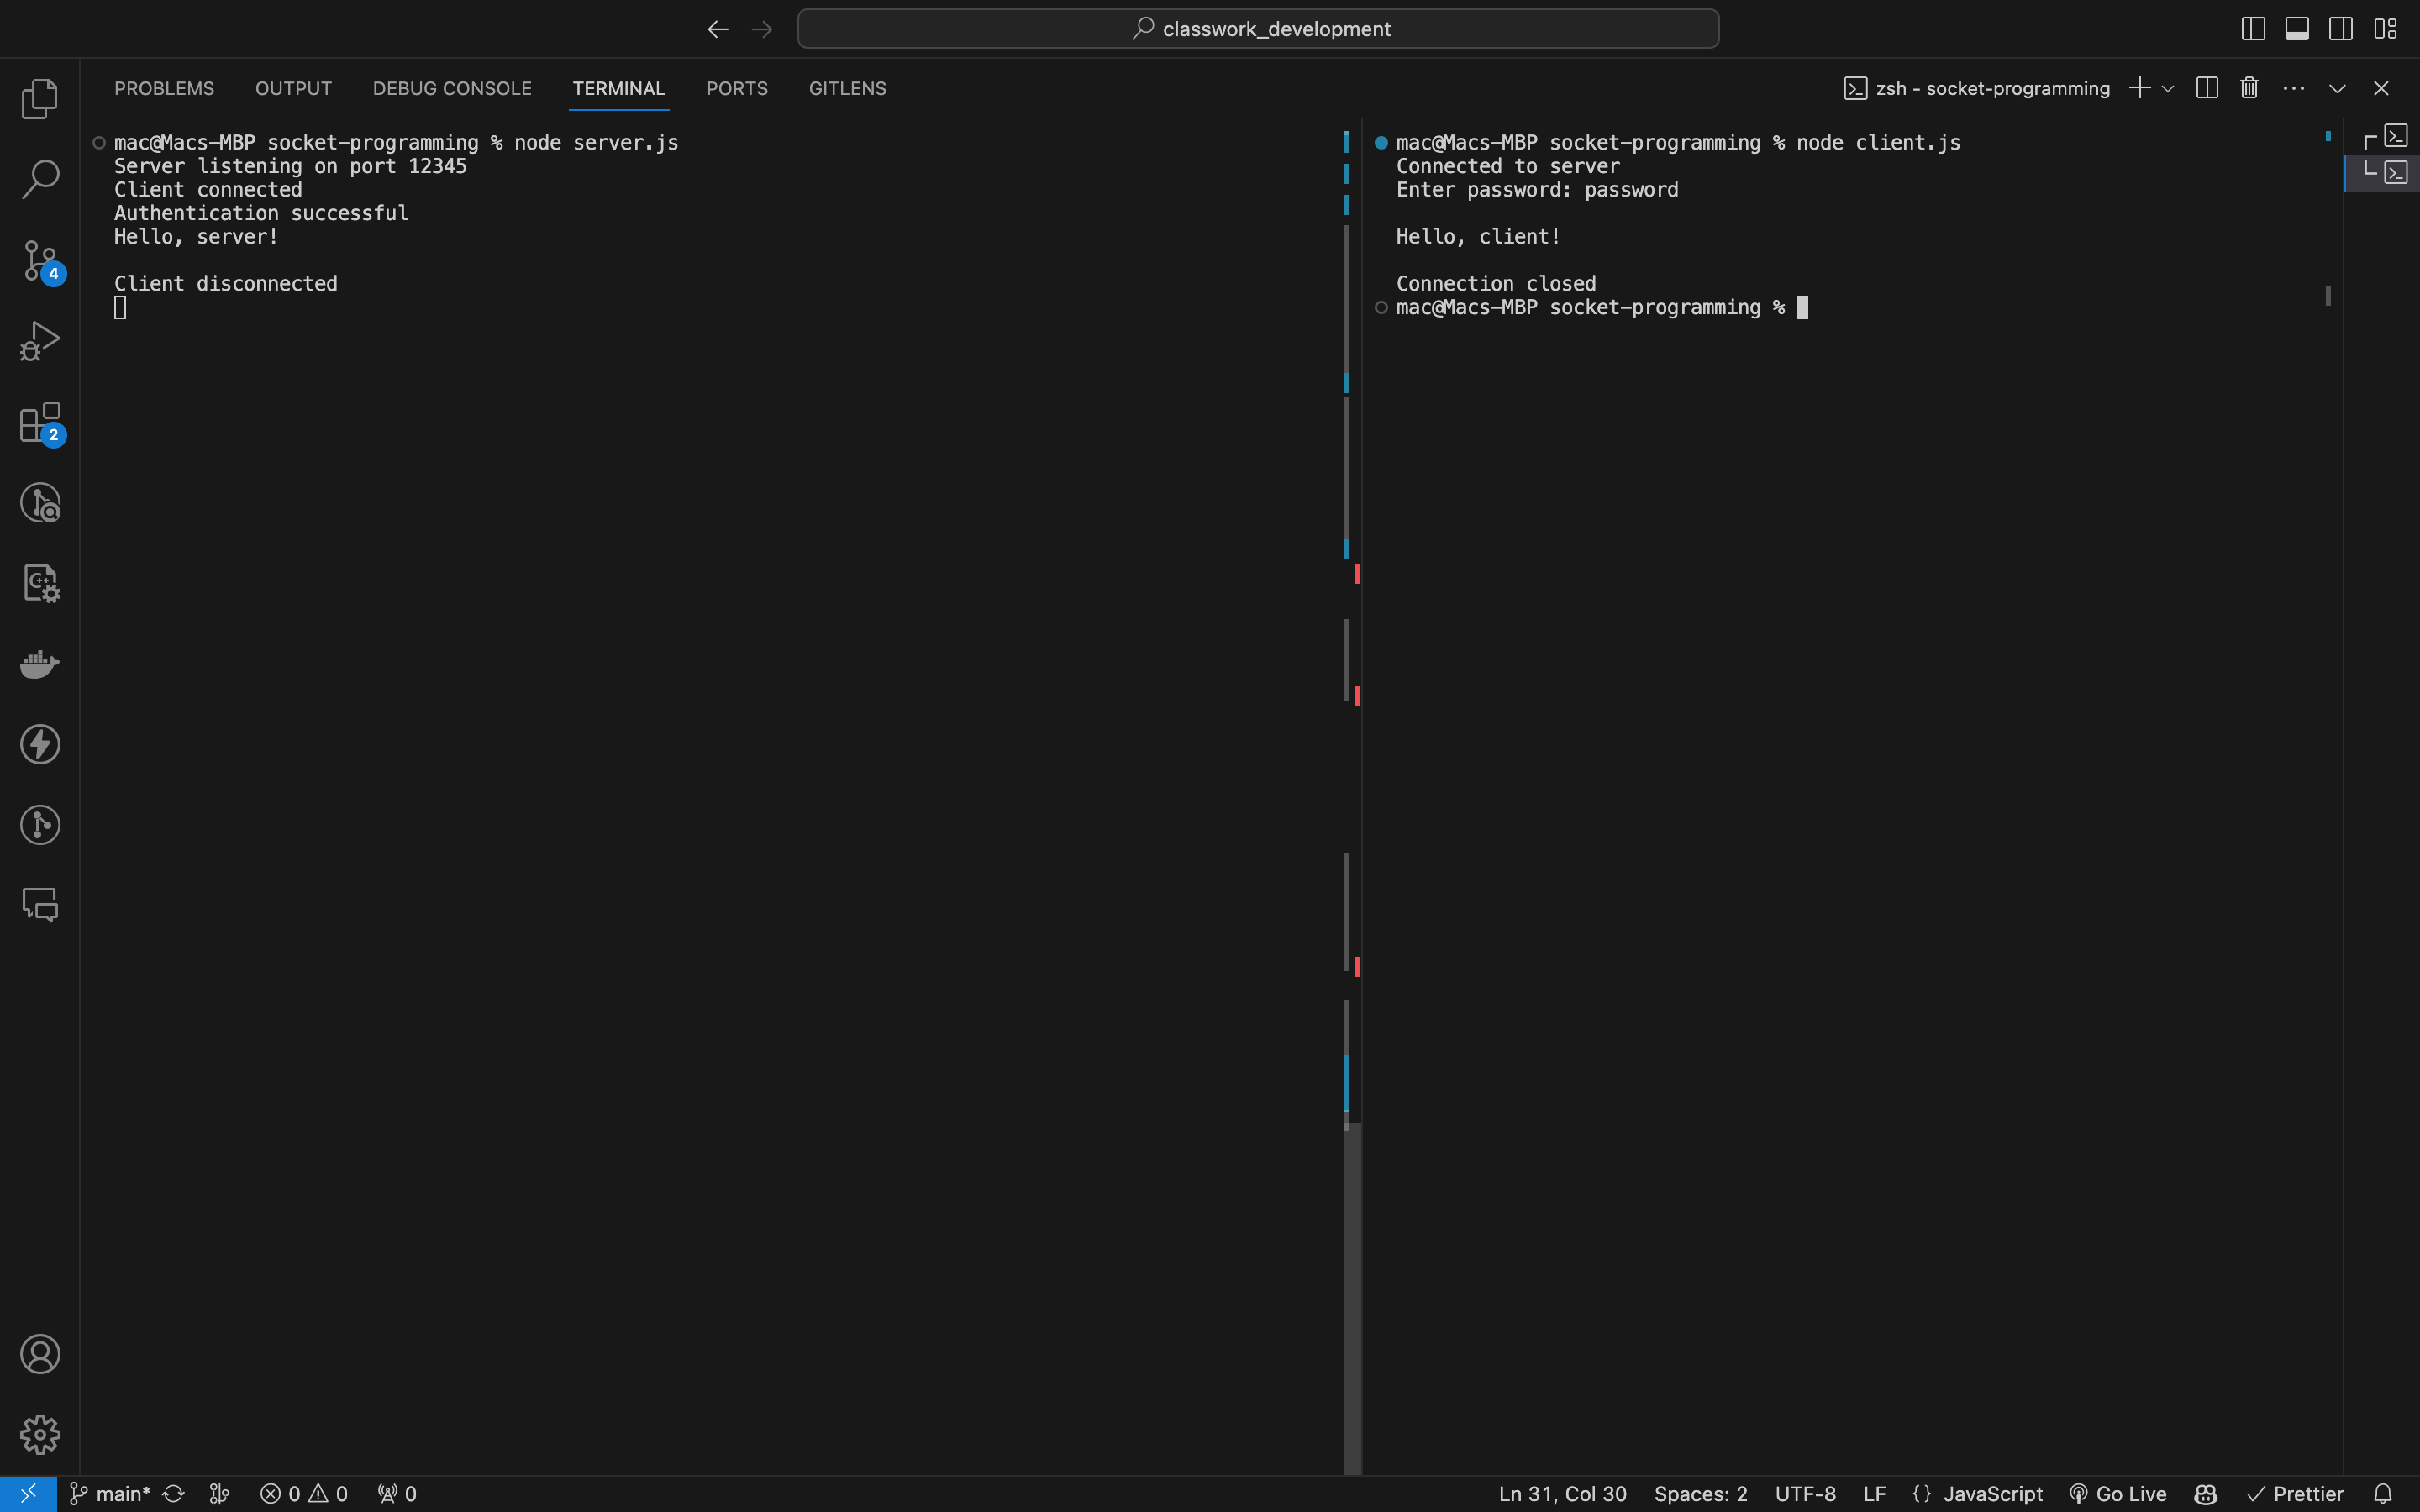 classwork_development
PROBLEMS OUTPUT DEBUG CONSOLE TERMINAL PORTS GITLENS
zsh - socket-programming
mac@Macs-MBP socket-programming % node server.js
Server listening on port 12345
Client connected
Authentication successful
Hello, server!
Client disconnected
mac@Macs-MBP socket-programming % node client.js
Connected to server
Enter password: password
Hello, client!
Connection closed
mac@Macs-MBP socket-programming %
4
2
C++
main* 0 0 0 Ln 31, Col 30 Spaces: 2 UTF-8 LF {} JavaScript Go Live Prettier